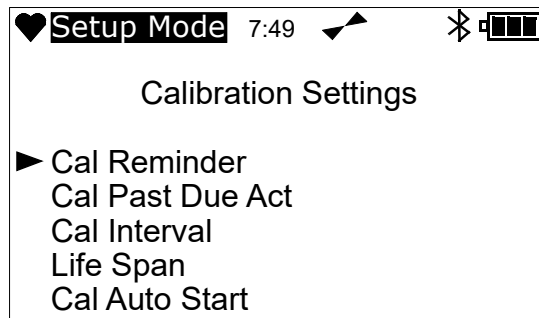 Setup Mode 7:49
Calibration Settings
Cal Reminder
Cal Past Due Act
Cal Interval
Life Span
Cal Auto Start